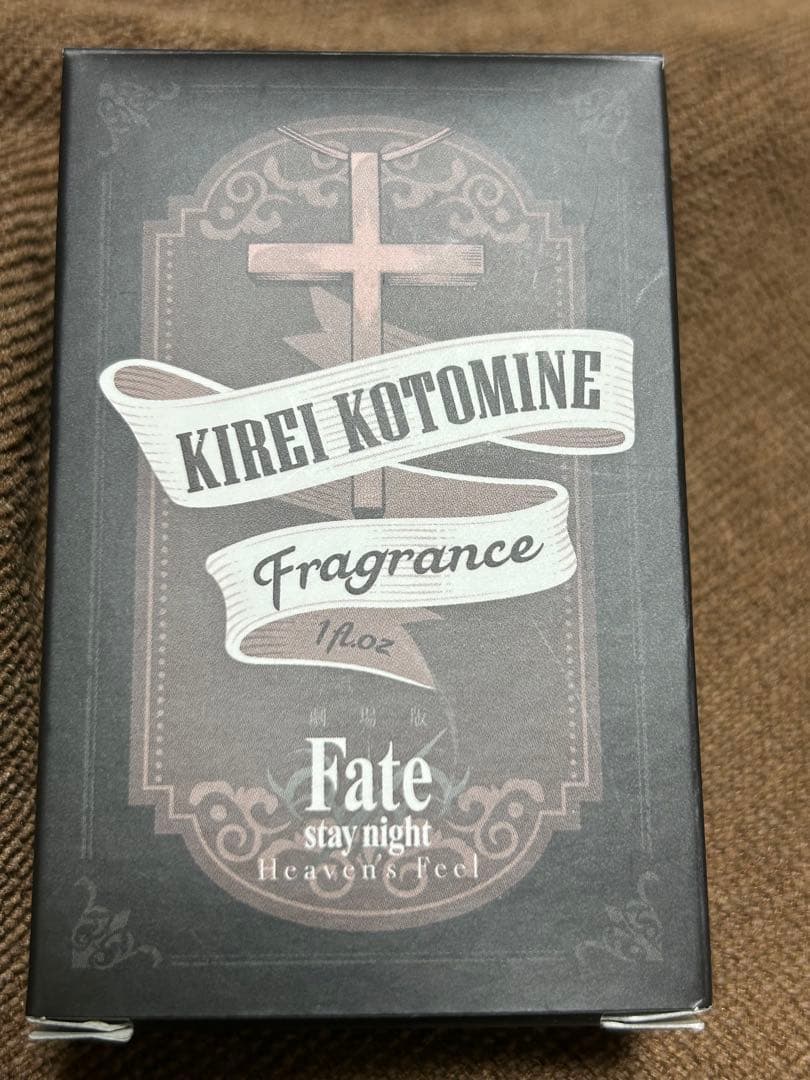 KIREI KOTOMINE
Fragrance
1fl.oz
劇場版
Fate
stay night
Heaven's Feel